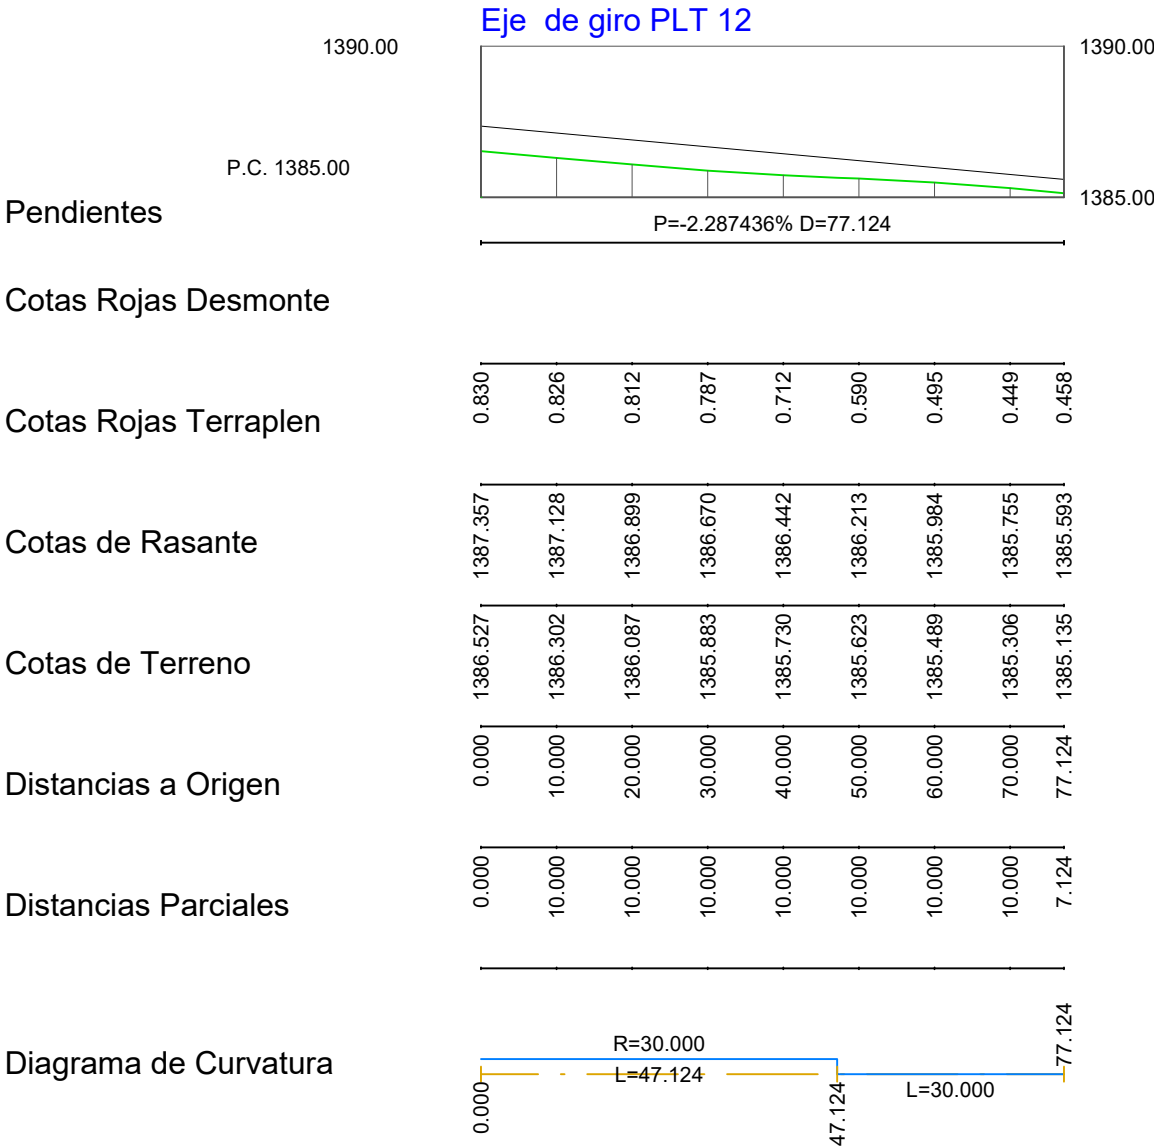 Eje de giro PLT 12
1390.00 1390.00
P.C. 1385.00
1385.00
Pendientes
P=-2.287436% D=77.124
Cotas Rojas Desmonte
Cotas Rojas Terraplen
0.830 0.826 0.812 0.787 0.712 0.590 0.495 0.449 0.458
Cotas de Rasante
1387.357 1387.128 1386.899 1386.670 1386.442 1386.213 1385.984 1385.755 1385.593
Cotas de Terreno
1386.527 1386.302 1386.087 1385.883 1385.730 1385.623 1385.489 1385.306 1385.135
Distancias a Origen
0.000 10.000 20.000 30.000 40.000 50.000 60.000 70.000 77.124
Distancias Parciales
0.000 10.000 10.000 10.000 10.000 10.000 10.000 10.000 7.124
Diagrama de Curvatura
R=30.000
L=47.124
L=30.000
0.000 47.124 77.124